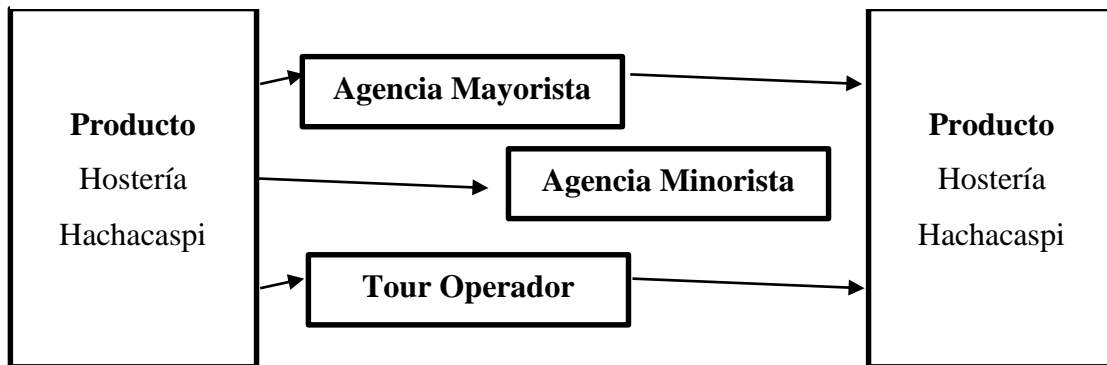 Producto
Hostería
Hachacaspi
Agencia Mayorista
Agencia Minorista
Tour Operador
Producto
Hostería
Hachacaspi